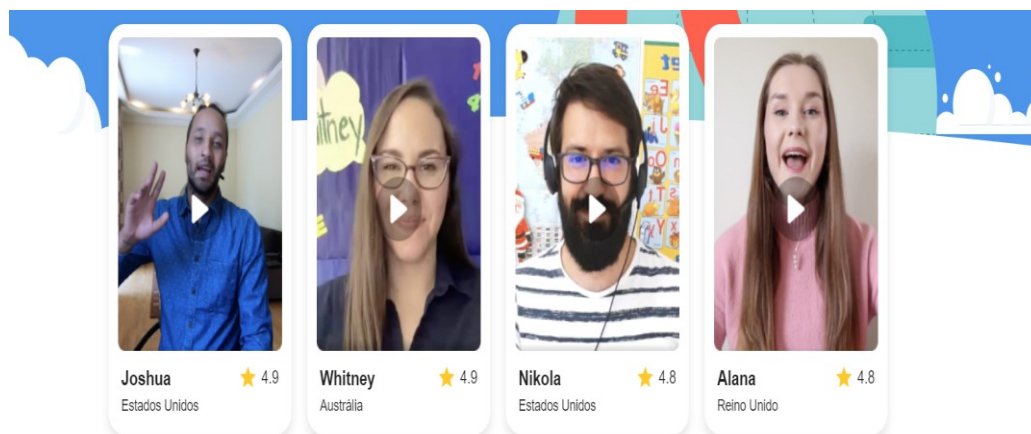 hitney
Joshua
4.9
Estados Unidos
Whitney
4.9
Austrália
Nikola
4.8
Estados Unidos
Alana
4.8
Reino Unido